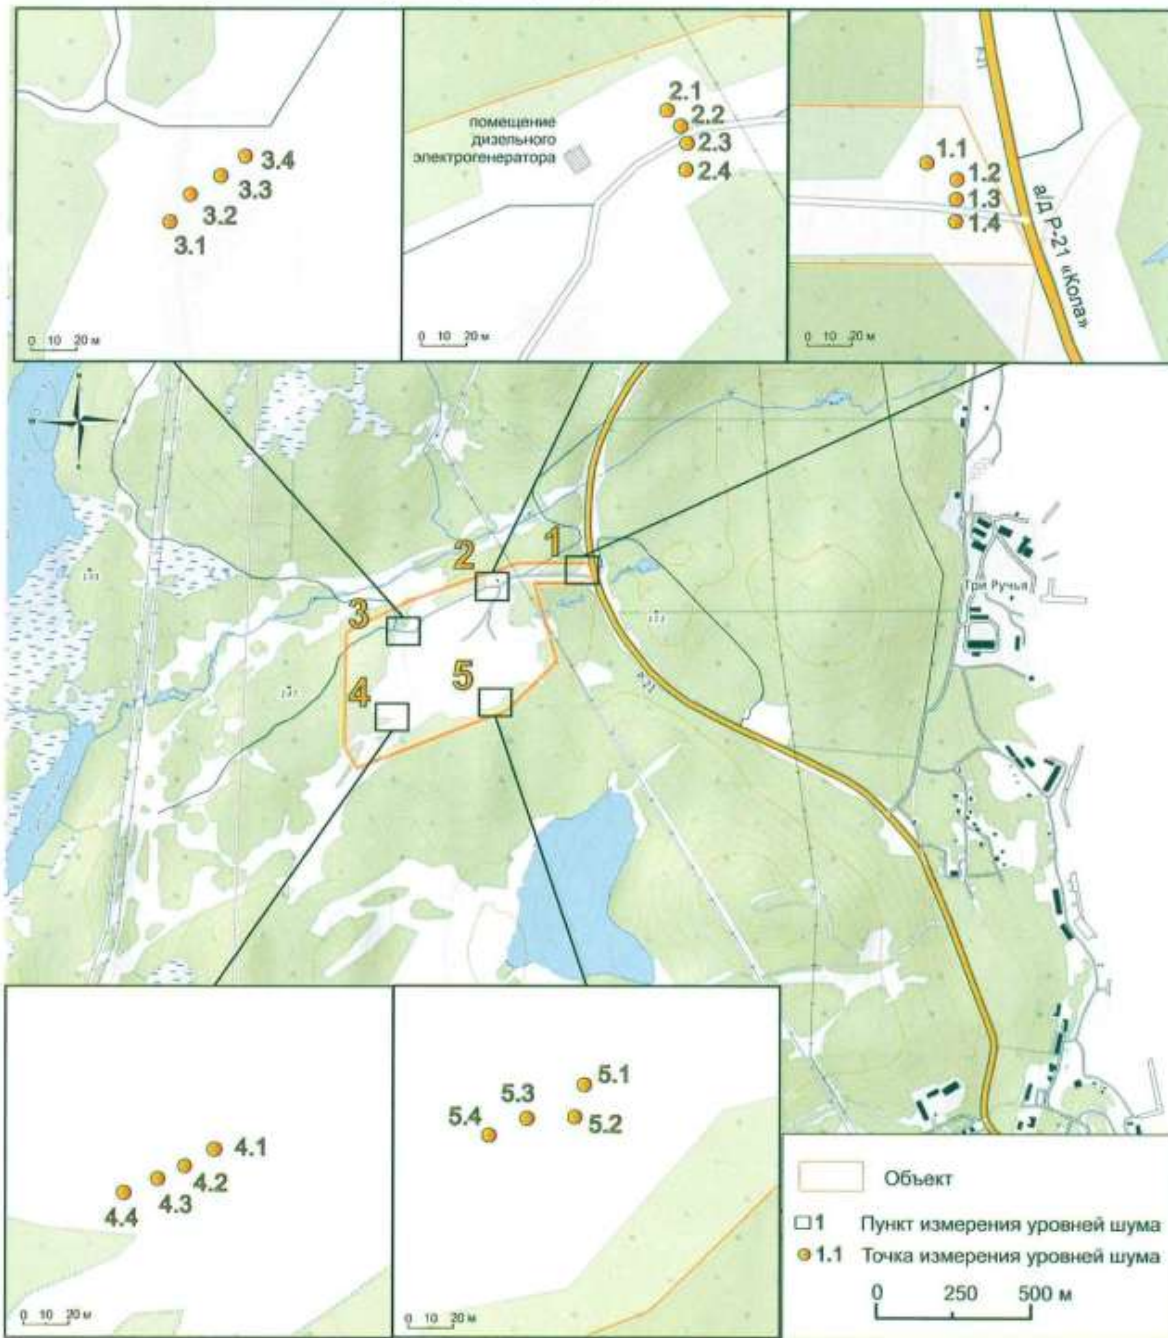 3.4
3.3
3.2
3.1
0 10 20 м
помещение
дизельного
электрогенератора
2.1
2.2
2.3
2.4
0 10 20 м
Р-21
1.1
1.2
1.3
1.4
а/д Р-21 «Кола»
0 10 20 м
1
2
3
4
5
Три Ручья
Р-21
4.1
4.2
4.3
4.4
0 10 20 м
5.1
5.2
5.3
5.4
0 10 20 м
Объект
1 Пункт измерения уровней шума
1.1 Точка измерения уровней шума
0 250 500 м